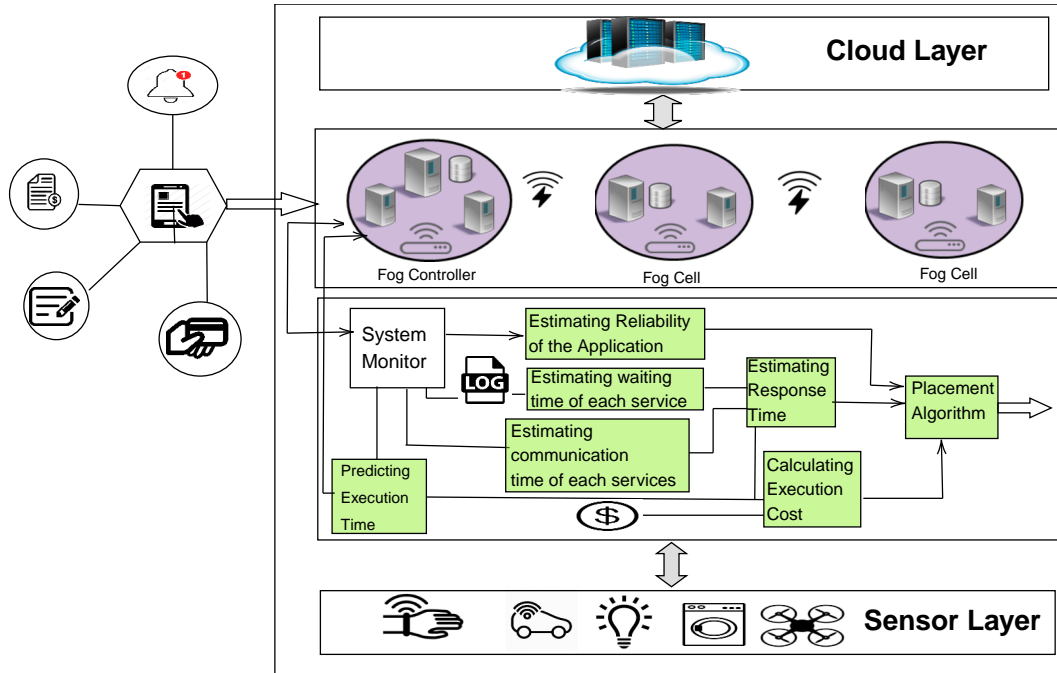 Cloud Layer
1
$
Fog Controller
Fog Cell
Fog Cell
System
Monitor
Estimating Reliability
of the Application
LOG
Estimating waiting
time of each service
Estimating
Response
Time
Placement
Algorithm
Estimating
communication
time of each services
Predicting
Execution
Time
Calculating
Execution
Cost
$
Sensor Layer